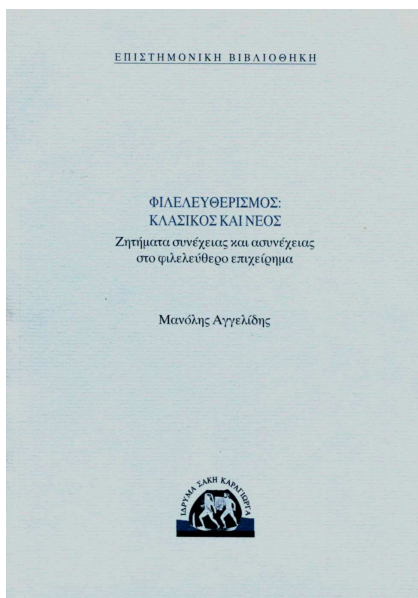 ΕΠΙΣΤΗΜΟΝΙΚΗ ΒΙΒΛΙΟΘΗΚΗ
ΦΙΛΕΛΕΥΘΕΡΙΣΜΟΣ:
ΚΛΑΣΙΚΟΣ ΚΑΙ ΝΕΟΣ
Ζητήματα συνέχειας και ασυνέχειας
στο φιλελεύθερο επιχείρημα
Μανόλης Αγγελίδης
ΙΔΡΥΜΑ ΣΑΚΗ ΚΑΡΑΓΙΩΡΓΑ